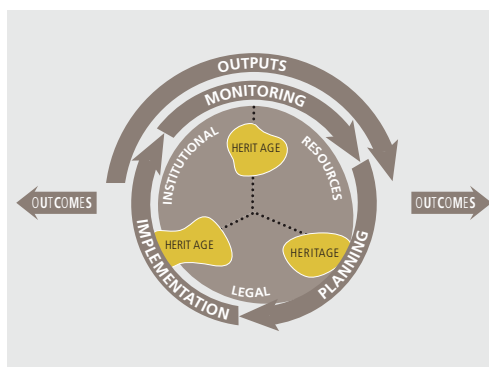 OUTPUTS
MONITORING
INSTITUTIONAL
HERIT AGE
RESOURCES
OUTCOMES
OUTCOMES
HERIT AGE
HERITAGE
IMPLEMENTATION
LEGAL
PLANNING